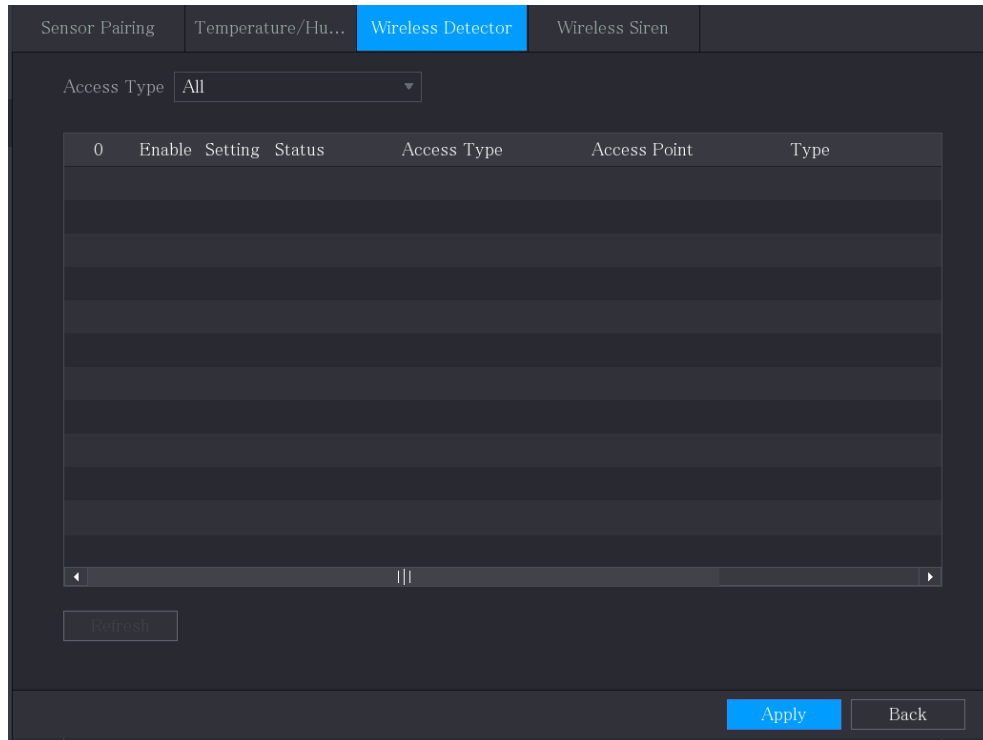 Sensor Pairing Temperature/Hu... Wireless Detector Wireless Siren
Access Type All
0 Enable Setting Status Access Type Access Point Type
Refresh
Apply Back